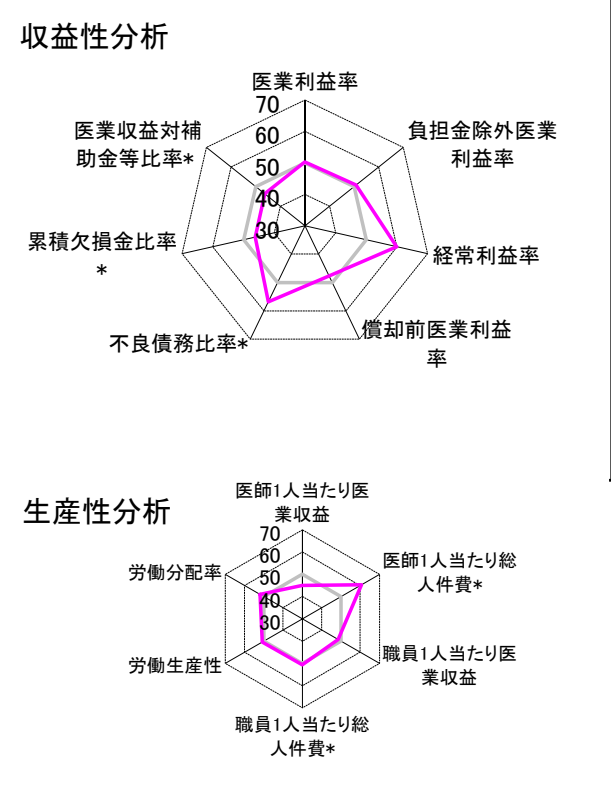 収益性分析
医業利益率
70
60
50
40
30
負担金除外医業
利益率
経常利益率
償却前医業利益
率
不良債務比率*
累積欠損金比率
*
医業収益対補
助金等比率*
生産性分析
医師1人当たり医
業収益
70
60
50
40
30
医師1人当たり総
人件費*
職員1人当たり医
業収益
職員1人当たり総
人件費*
労働生産性
労働分配率